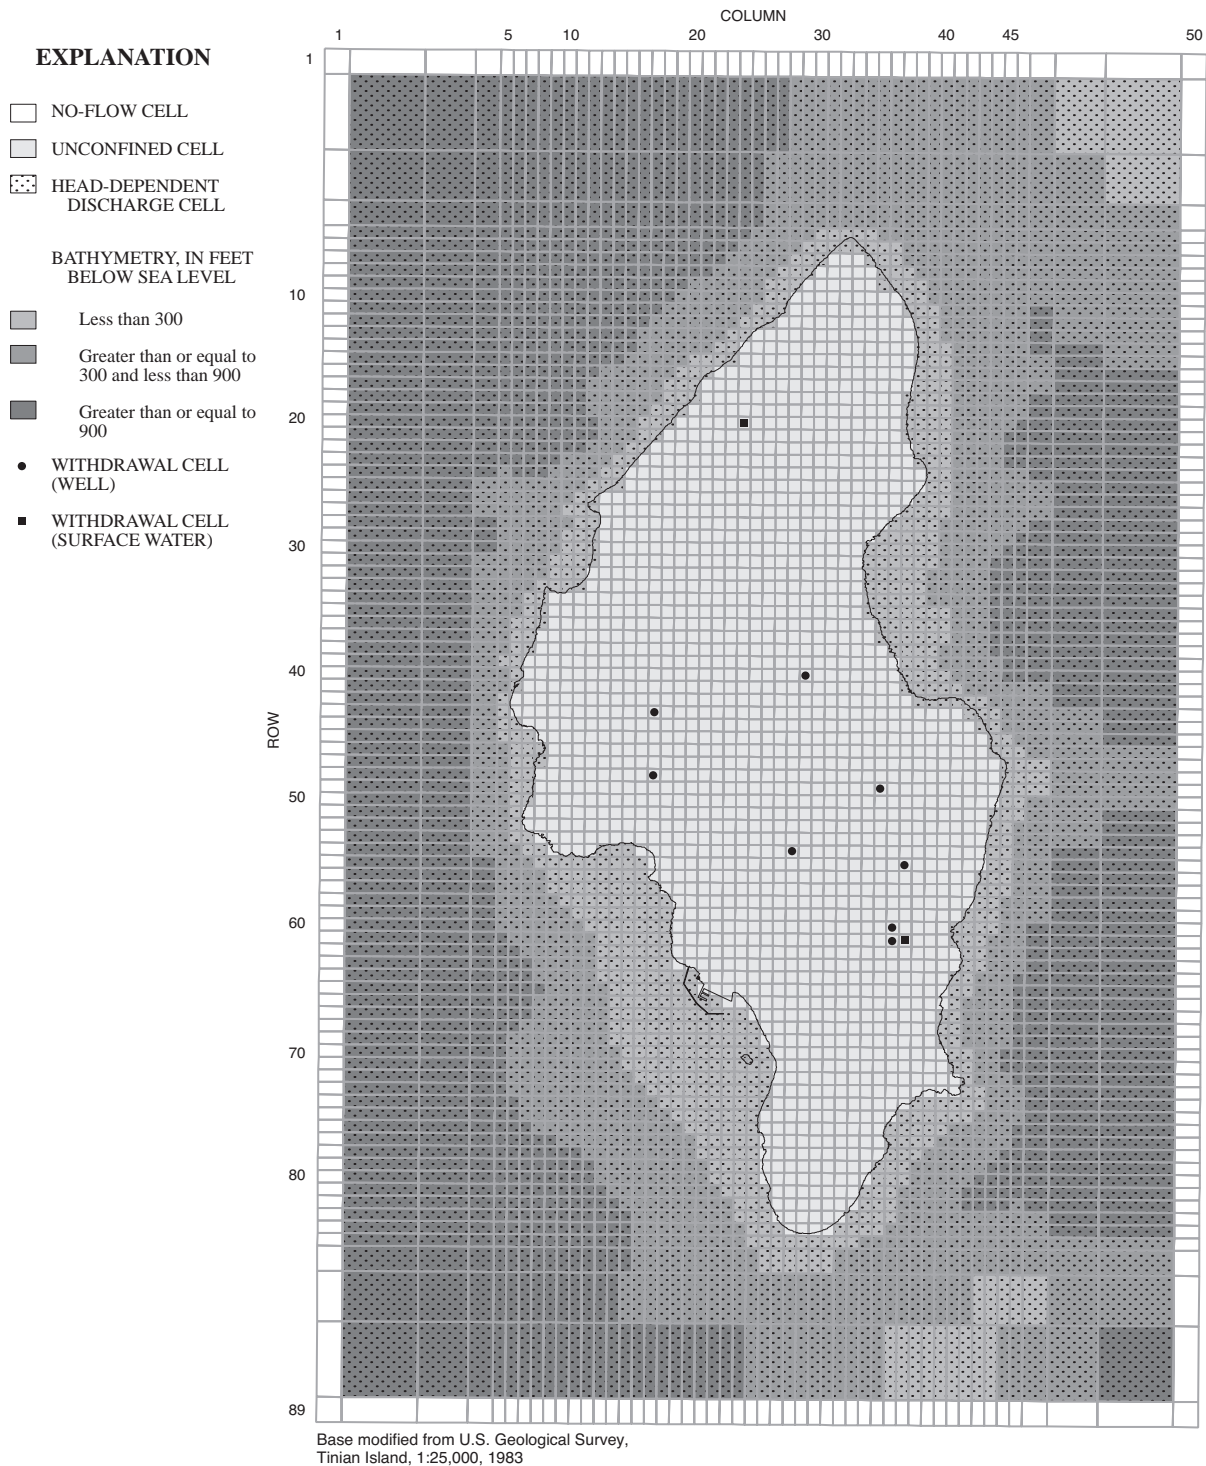 COLUMN
1 5 10 20 30 40 45 50
EXPLANATION
NO-FLOW CELL
UNCONFINED CELL
HEAD-DEPENDENT
DISCHARGE CELL
BATHYMETRY, IN FEET
BELOW SEA LEVEL
Less than 300
Greater than or equal to
300 and less than 900
Greater than or equal to
900
WITHDRAWAL CELL
(WELL)
WITHDRAWAL CELL
(SURFACE WATER)
1
10
20
30
40
ROW
50
60
70
80
89
Base modified from U.S. Geological Survey,
Tinian Island, 1:25,000, 1983